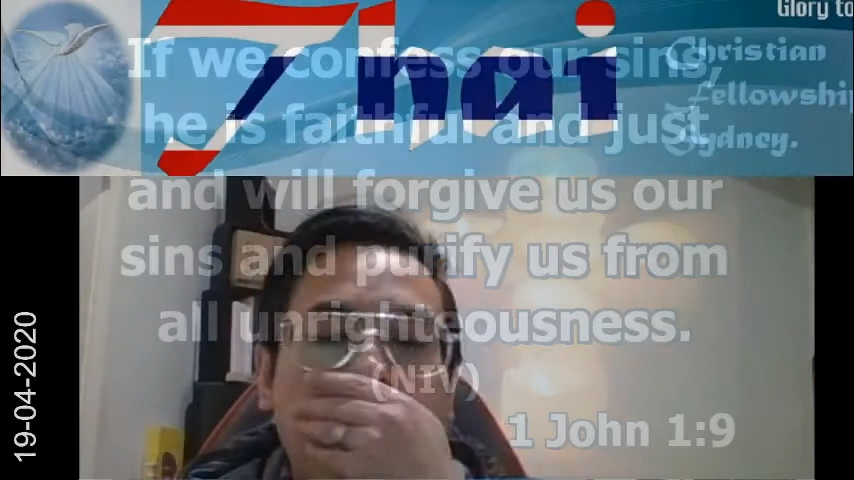 Glory to
Thai
Christian
Fellowship
Sydney.
If we confess our sins,
he is faithful and just
and will forgive us our
sins and purify us from
all unrighteousness.
(NIV)
1 John 1:9
19-04-2020